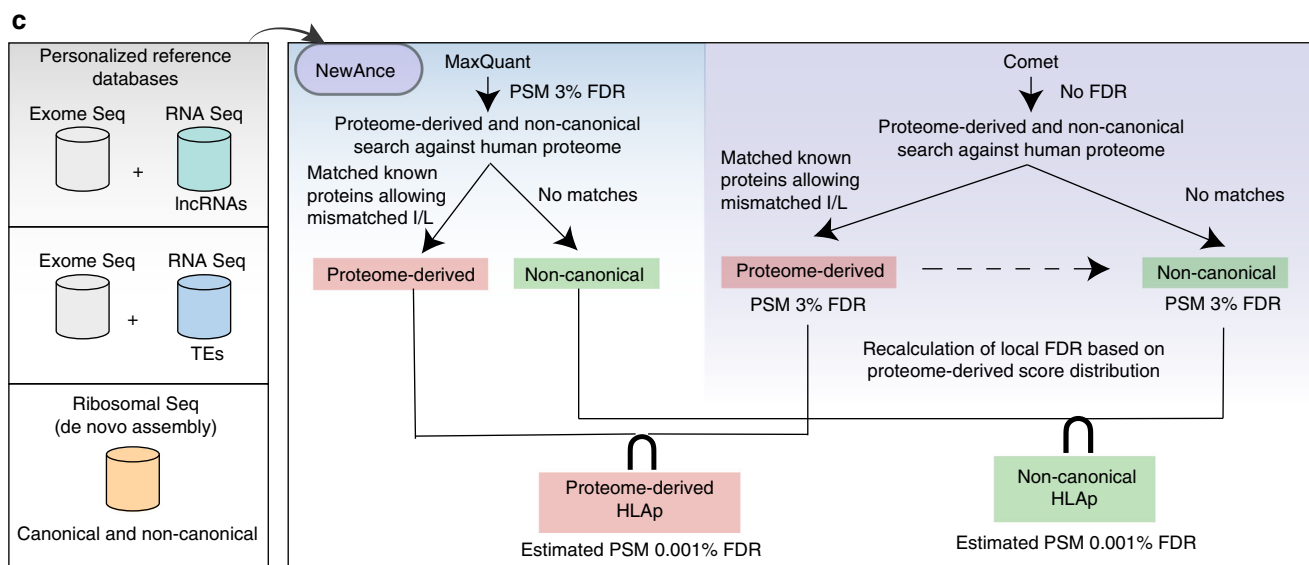 c
Personalized reference
databases
Exome Seq
RNA Seq
+
lncRNAs
Exome Seq
RNA Seq
+
TEs
Ribosomal Seq
(de novo assembly)
Canonical and non-canonical
NewAnce
MaxQuant
PSM 3% FDR
Proteome-derived and non-canonical
search against human proteome
Matched known
proteins allowing
mismatched I/L
No matches
Proteome-derived
Non-canonical
Comet
No FDR
Proteome-derived and non-canonical
search against human proteome
Matched known
proteins allowing
mismatched I/L
No matches
Proteome-derived
Non-canonical
PSM 3% FDR
PSM 3% FDR
Recalculation of local FDR based on
proteome-derived score distribution
∩
Proteome-derived
HLAp
Estimated PSM 0.001% FDR
∩
Non-canonical
HLAp
Estimated PSM 0.001% FDR